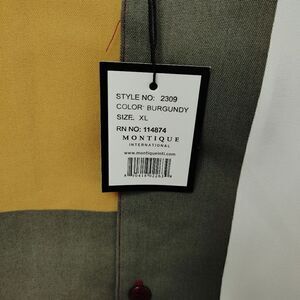 STYLE NO: 2309
COLOR: BURGUNDY
SIZE: XL
RN NO: 114874
MONTIQUE
INTERNATIONAL
www.montiqueintl.com